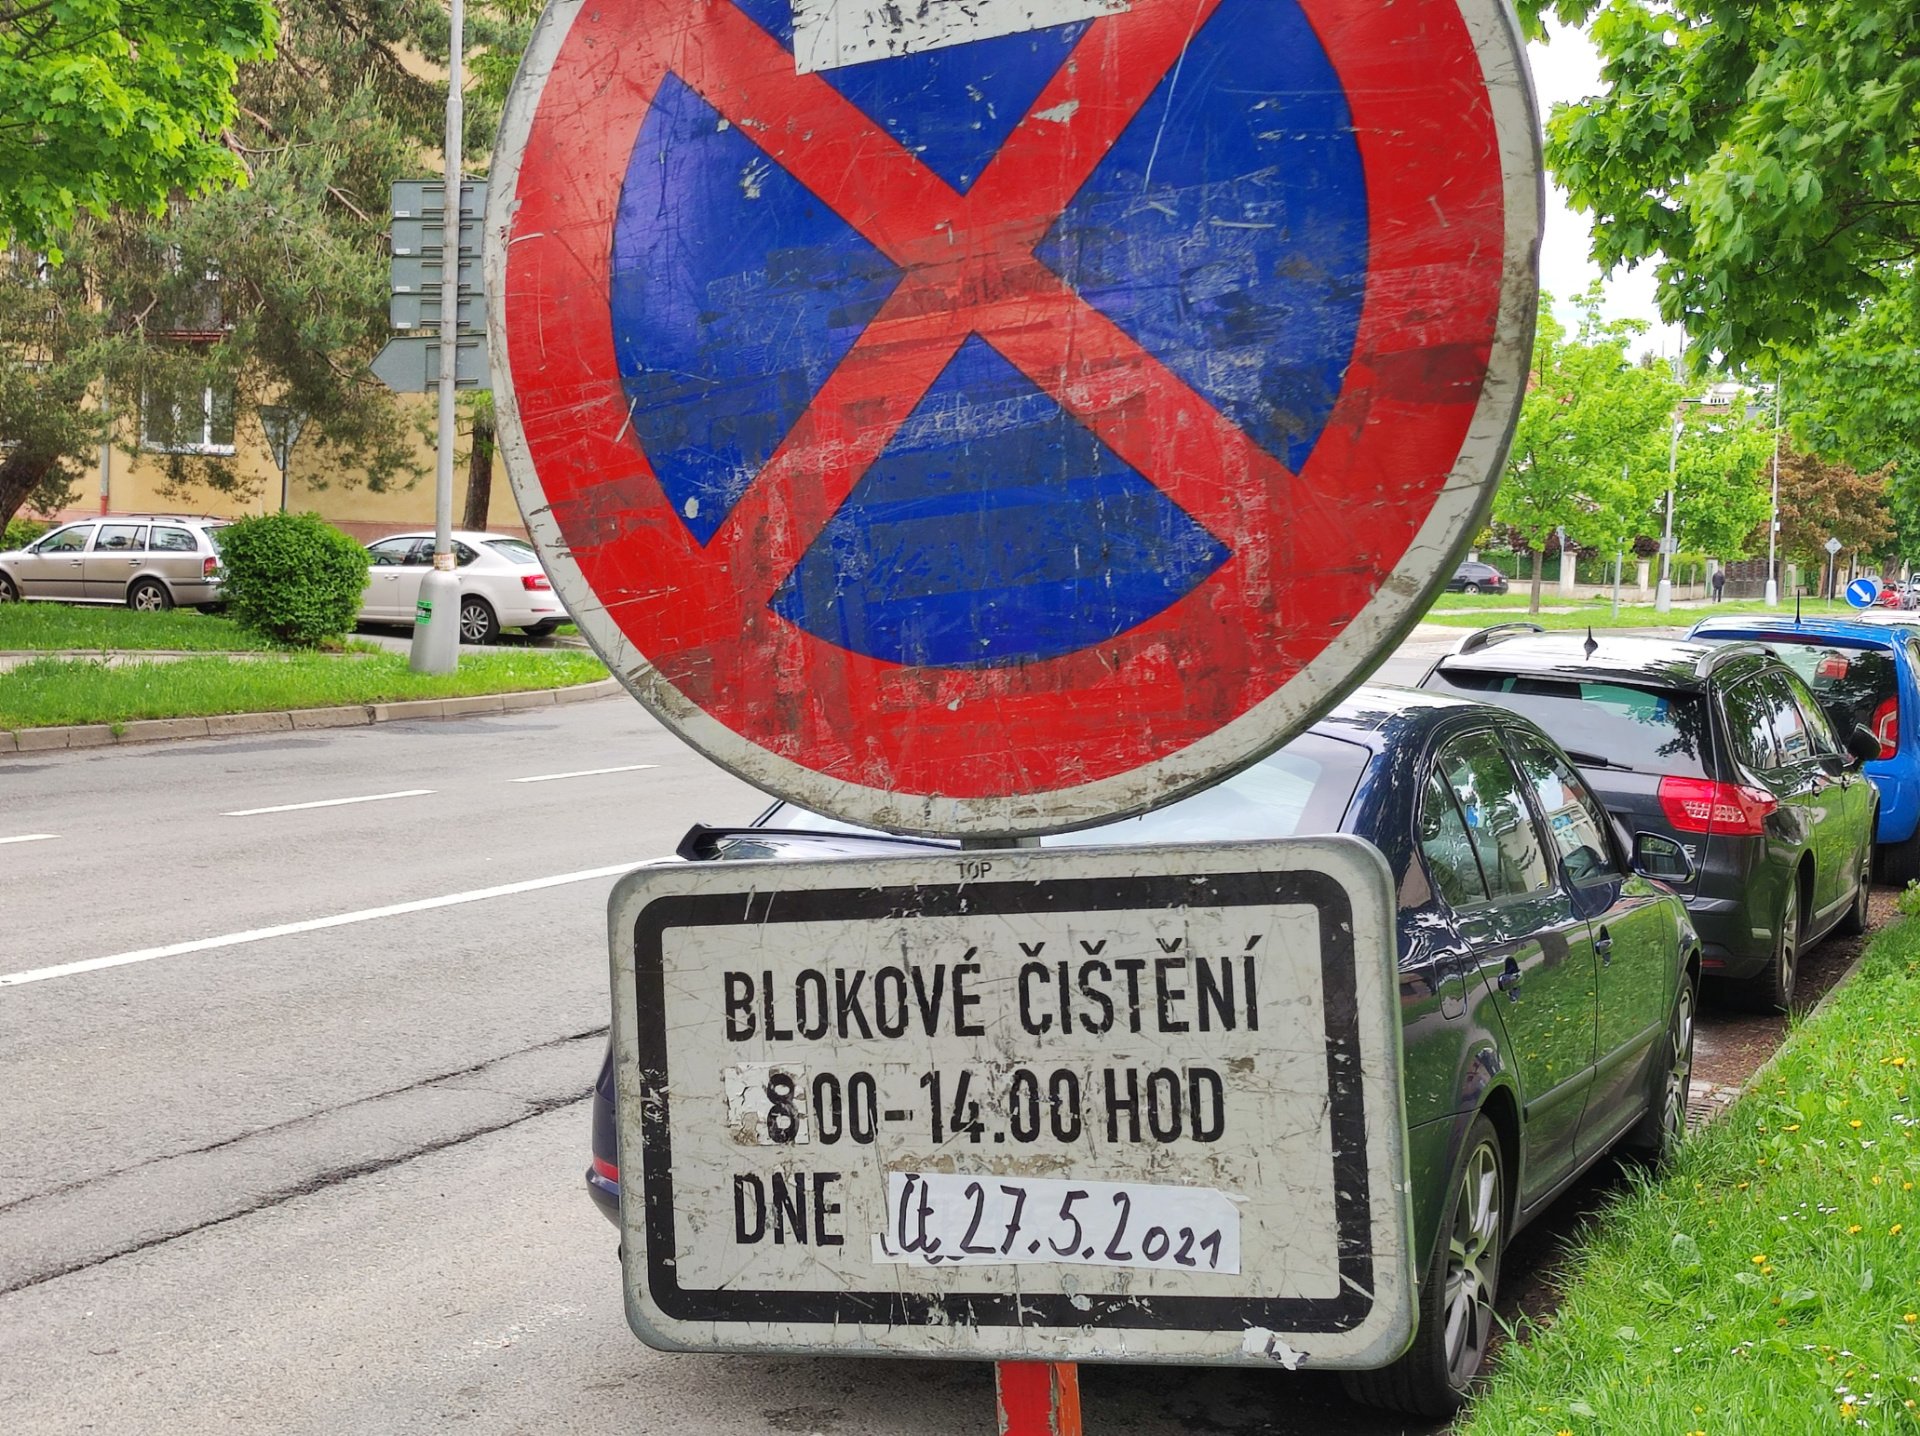 TOP
BLOKOVÉ ČIŠTĚNÍ
8 00-14.00 HOD
DNE Čt 27.5.2021